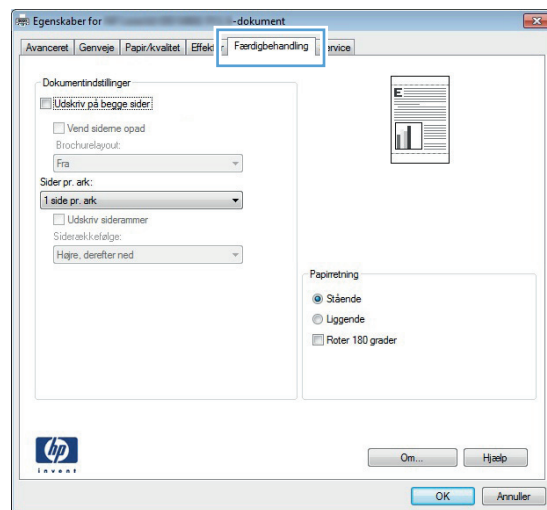 Egenskaber for -dokument
Avanceret Genveje Papir/kvalitet Færdigbehandling
Dokumentindstillinger
Udskriv på begge sider
Vend siderne opad
Brochurelayout:
Fra
Sider pr. ark:
1 side pr. ark
Udskriv siderammer
Siderækkefølge:
Højre, derefter ned
E
Papirretning
Stående
Liggende
Roter 180 grader
hp
invent
Om... Hjælp
OK Annuller